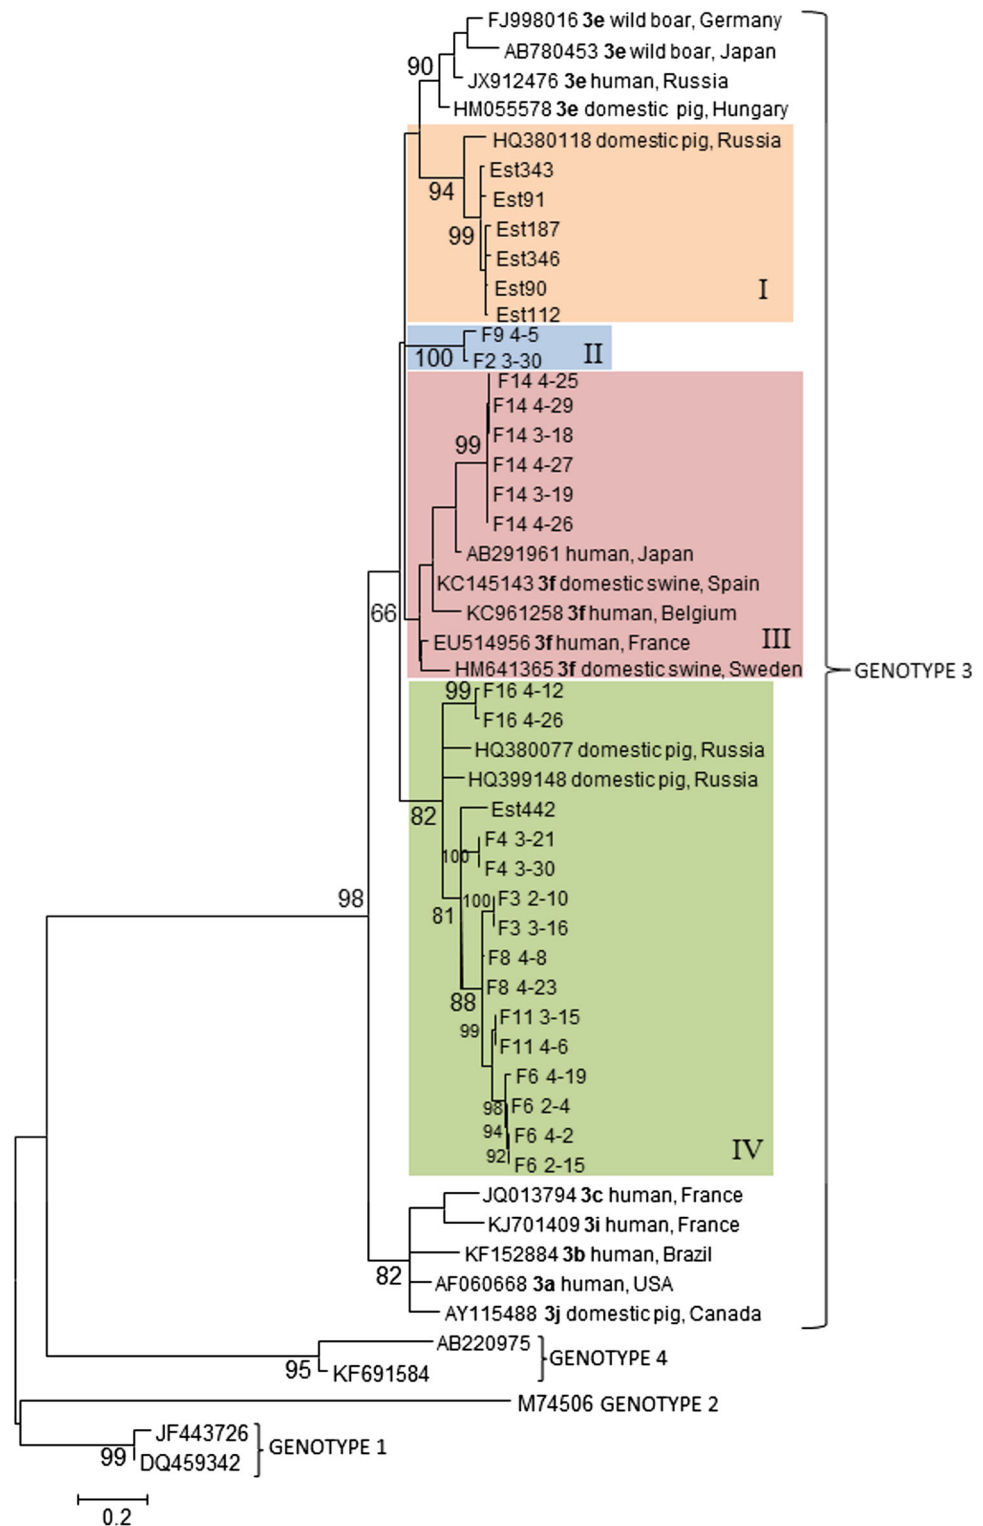 FJ998016 3e wild boar, Germany
AB780453 3e wild boar, Japan
90
JX912476 3e human, Russia
HM055578 3e domestic pig, Hungary
HQ380118 domestic pig, Russia
Est343
94
Est91
Est187
99
Est346
Est90
I
Est112
F9 4-5
100
II
F2 3-30
F14 4-25
F14 4-29
F14 3-18
99
F14 4-27
F14 3-19
F14 4-26
AB291961 human, Japan
KC145143 3f domestic swine, Spain
66
KC961258 3f human, Belgium
EU514956 3f human, France
III
HM641365 3f domestic swine, Sweden
GENOTYPE 3
99
F16 4-12
F16 4-26
HQ380077 domestic pig, Russia
HQ399148 domestic pig, Russia
82
Est442
F4 3-21
100
F4 3-30
98
100
F3 2-10
81
F3 3-16
F8 4-8
F8 4-23
88
F11 3-15
99
F11 4-6
F6 4-19
98
F6 2-4
94
F6 4-2
92
IV
F6 2-15
JQ013794 3c human, France
KJ701409 3i human, France
KF152884 3b human, Brazil
82
AF060668 3a human, USA
AY115488 3j domestic pig, Canada
AB220975
GENOTYPE 4
95
KF691584
M74506 GENOTYPE 2
JF443726
GENOTYPE 1
99
DQ459342
0.2